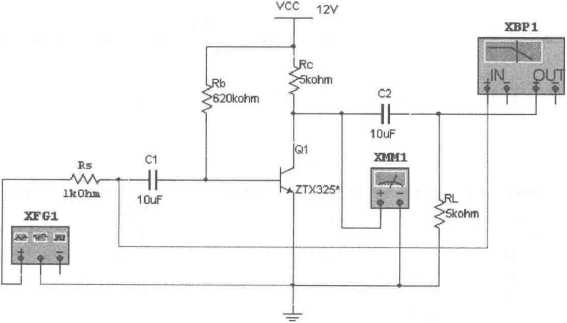 VCC 12V
XBP1
IN OUT
Rc
5kohm
Rb
620kohm
C2
10uF
Q1
ZTX325*
XMM1
C1
10uF
Rs
1kOhm
RL
5kohm
XFG1